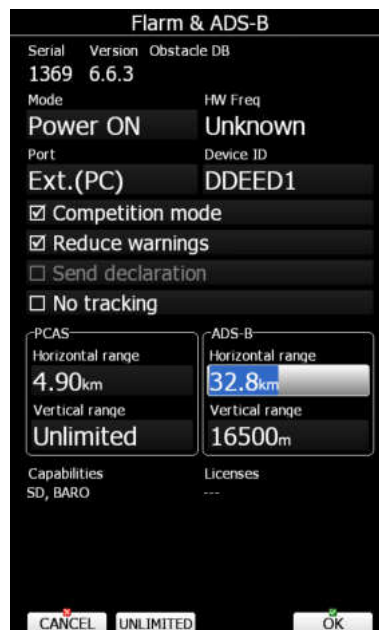 Flarm & ADS-B
Serial Version Obstacle DB
1369 6.6.3
Mode HW Freq
Power ON Unknown
Port Device ID
Ext.(PC) DDEED1
☑ Competition mode
☑ Reduce warnings
☐ Send declaration
☐ No tracking
PCAS ADS-B
Horizontal range Horizontal range
4.90km 32.8km
Vertical range Vertical range
Unlimited 16500m
Capabilities Licenses
SD, BARO ---
CANCEL UNLIMITED OK